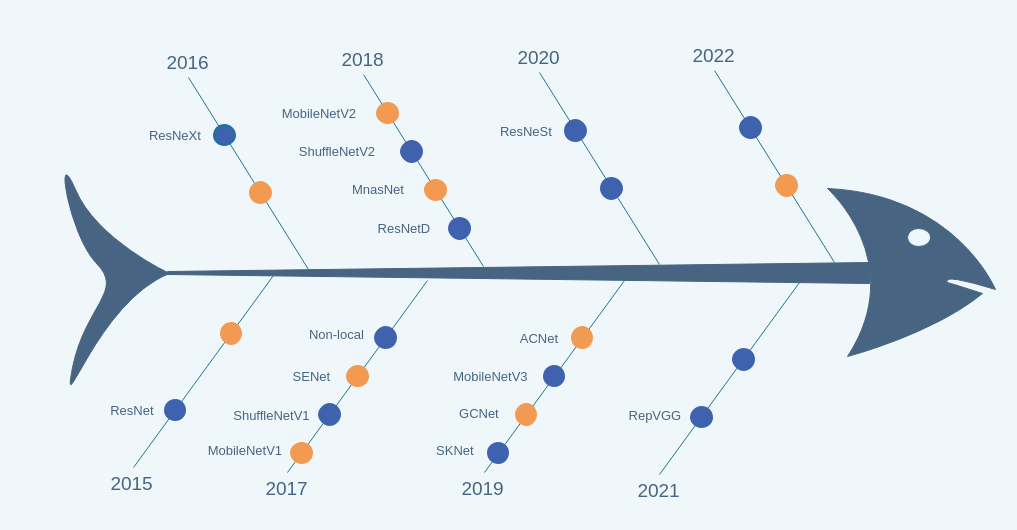 2016
ResNeXt
2018
MobileNetV2
ShuffleNetV2
MnasNet
ResNetD
2020
ResNeSt
2022
ResNet
2015
Non-local
SENet
ShuffleNetV1
MobileNetV1
2017
ACNet
MobileNetV3
GCNet
SKNet
2019
RepVGG
2021